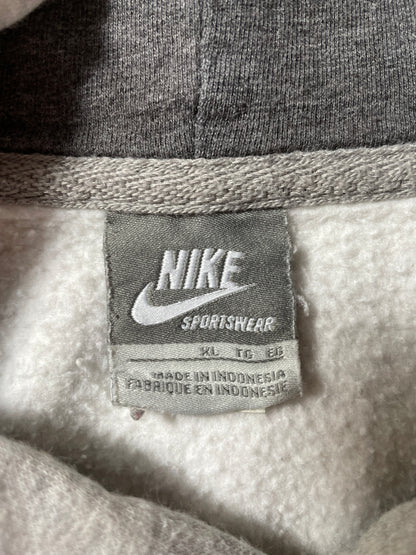 NIKE
SPORTSWEAR
XL TG EG
MADE IN INDONESIA
FABRIQUE EN INDONESIE